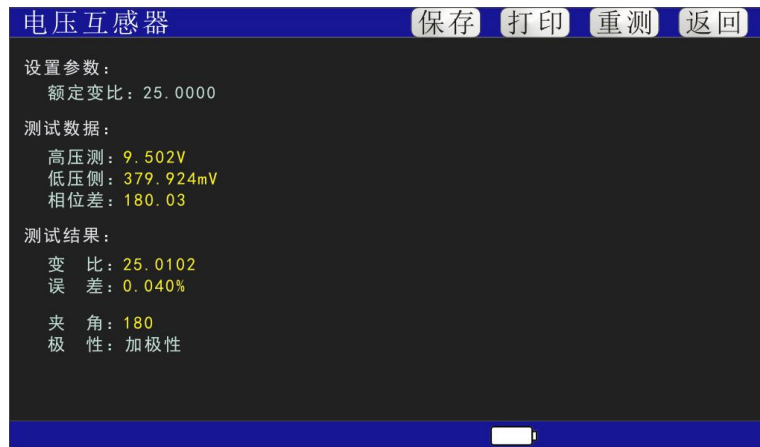 电压互感器 保存 打印 重测 返回
设置参数：
额定变比：25.0000
测试数据：
高压测：9.502V
低压侧：379.924mV
相位差：180.03
测试结果：
变 比：25.0102
误 差：0.040%
夹 角：180
极 性：加极性